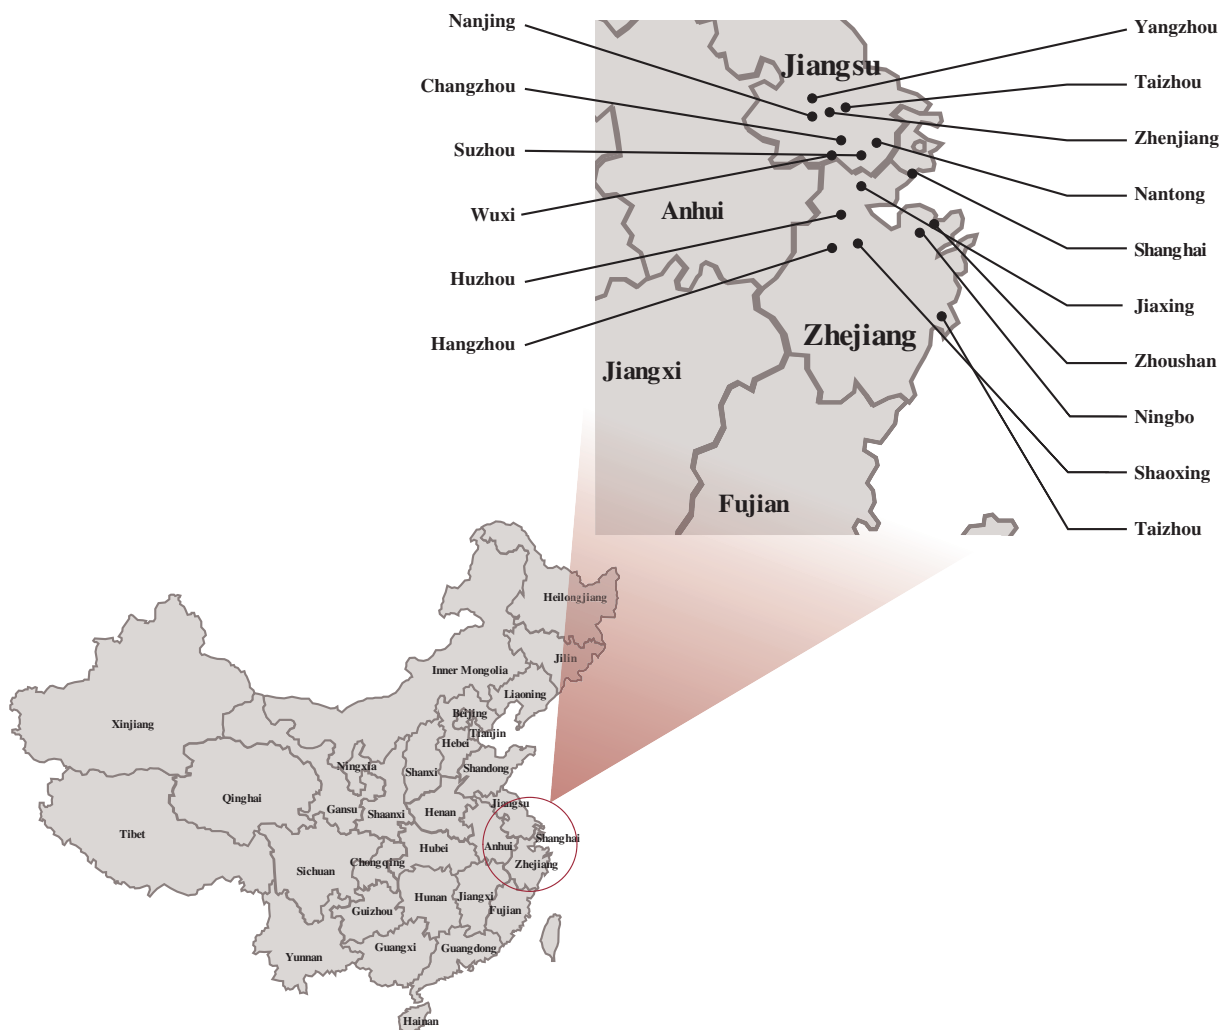 Nanjing
Yangzhou
Jiangsu
Changzhou
Taizhou
Suzhou
Zhenjiang
Wuxi
Anhui
Nantong
Shanghai
Huzhou
Jiaxing
Hangzhou
Zhejiang
Jiangxi
Zhoushan
Ningbo
Shaoxing
Fujian
Taizhou
Heilongjiang
Jilin
Inner Mongolia
Liaoning
Beijing
Xinjiang
Tianjin
Hebei
Ningxia
Shanxi
Shandong
Qinghai
Gansu
Shaanxi
Henan
Jiangsu
Tibet
Shanghai
Hubei
Anhui
Chongqing
Zhejiang
Sichuan
Hunan
Jiangxi
Guizhou
Fujian
Guangxi
Guangdong
Yunnan
Hainan